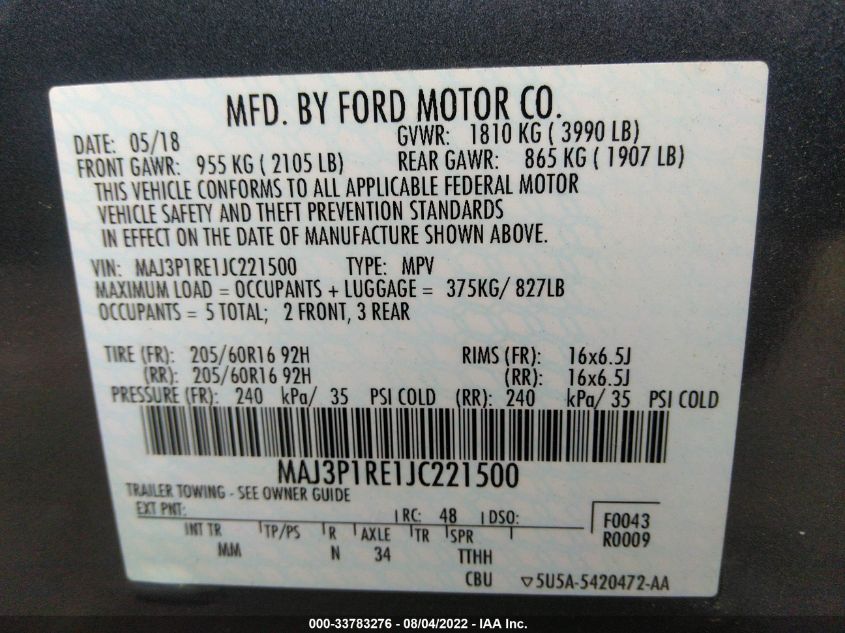 MFD. BY FORD MOTOR CO.
DATE: 05/18 GVWR: 1810 KG ( 3990 LB)
FRONT GAWR: 955 KG ( 2105 LB) REAR GAWR: 865 KG ( 1907 LB)
THIS VEHICLE CONFORMS TO ALL APPLICABLE FEDERAL MOTOR
VEHICLE SAFETY AND THEFT PREVENTION STANDARDS
IN EFFECT ON THE DATE OF MANUFACTURE SHOWN ABOVE.
VIN: MAJ3P1RE1JC221500 TYPE: MPV
MAXIMUM LOAD = OCCUPANTS + LUGGAGE = 375KG/ 827LB
OCCUPANTS = 5 TOTAL; 2 FRONT, 3 REAR
TIRE (FR): 205/60R16 92H RIMS (FR): 16x6.5J
(RR): 205/60R16 92H (RR): 16x6.5J
PRESSURE (FR): 240 kPa/ 35 PSI COLD (RR): 240 kPa/ 35 PSI COLD
MAJ3P1RE1JC221500
TRAILER TOWING - SEE OWNER GUIDE
EXT PNT: RC: 48 DSO: F0043
R0009
INT TR TP/PS R AXLE TR SPR
MM N 34 TTHH
CBU ▽5U5A-5420472-AA
000-33783276 - 08/04/2022 - IAA Inc.